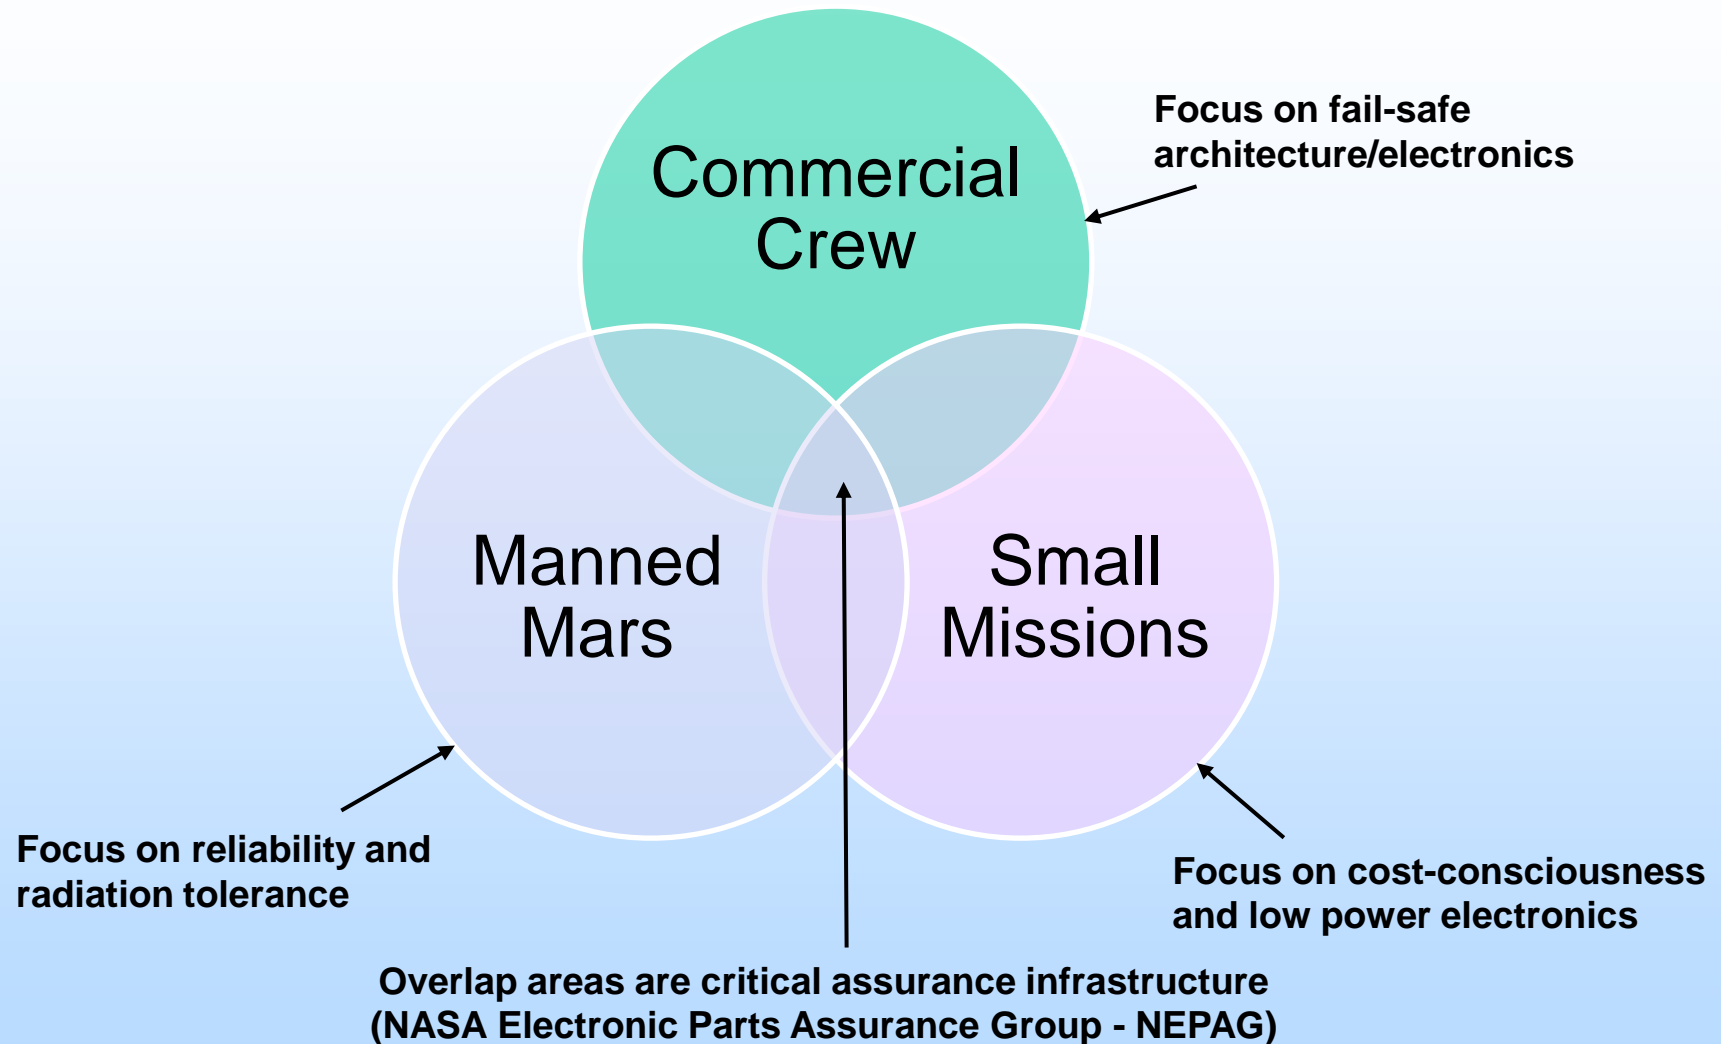 Commercial
Crew
Focus on fail-safe
architecture/electronics
Manned
Mars
Small
Missions
Focus on reliability and
radiation tolerance
Focus on cost-consciousness
and low power electronics
Overlap areas are critical assurance infrastructure
(NASA Electronic Parts Assurance Group - NEPAG)